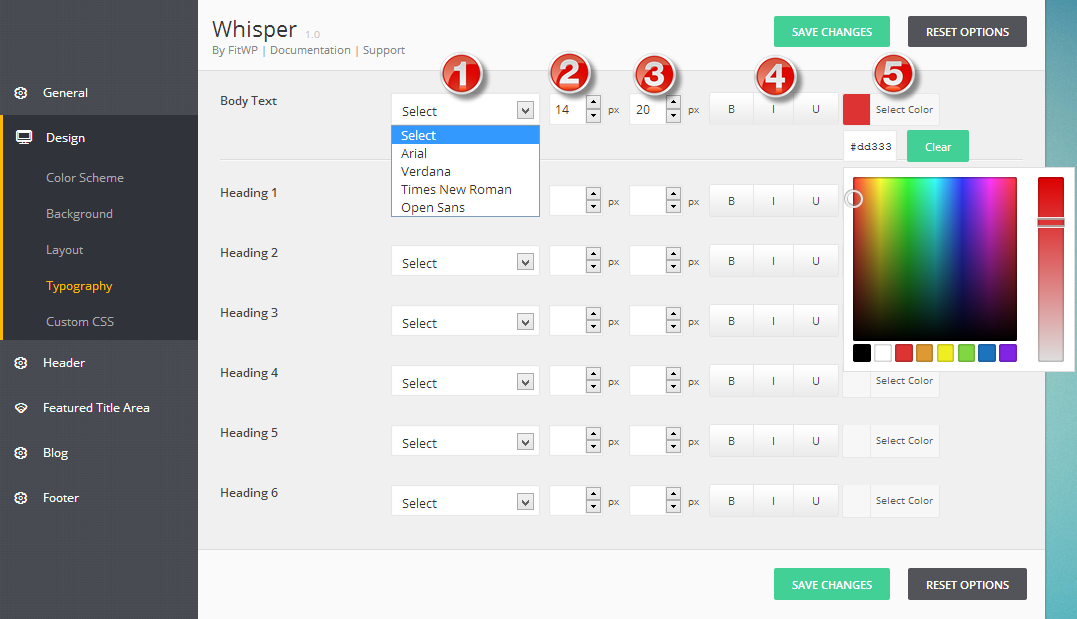 Whisper 1.0
By FitWP | Documentation | Support
SAVE CHANGES
RESET OPTIONS
General
Design
Color Scheme
Background
Layout
Typography
Custom CSS
Header
Featured Title Area
Blog
Footer
1 2 3 4 5
Body Text Select 14 px 20 px B I U Select Color
#dd333 Clear
Select
Arial
Verdana
Times New Roman
Open Sans
Heading 1 px px B I U
Heading 2 Select px px B I U
Heading 3 Select px px B I U
Heading 4 Select px px B I U Select Color
Heading 5 Select px px B I U Select Color
Heading 6 Select px px B I U Select Color
SAVE CHANGES
RESET OPTIONS